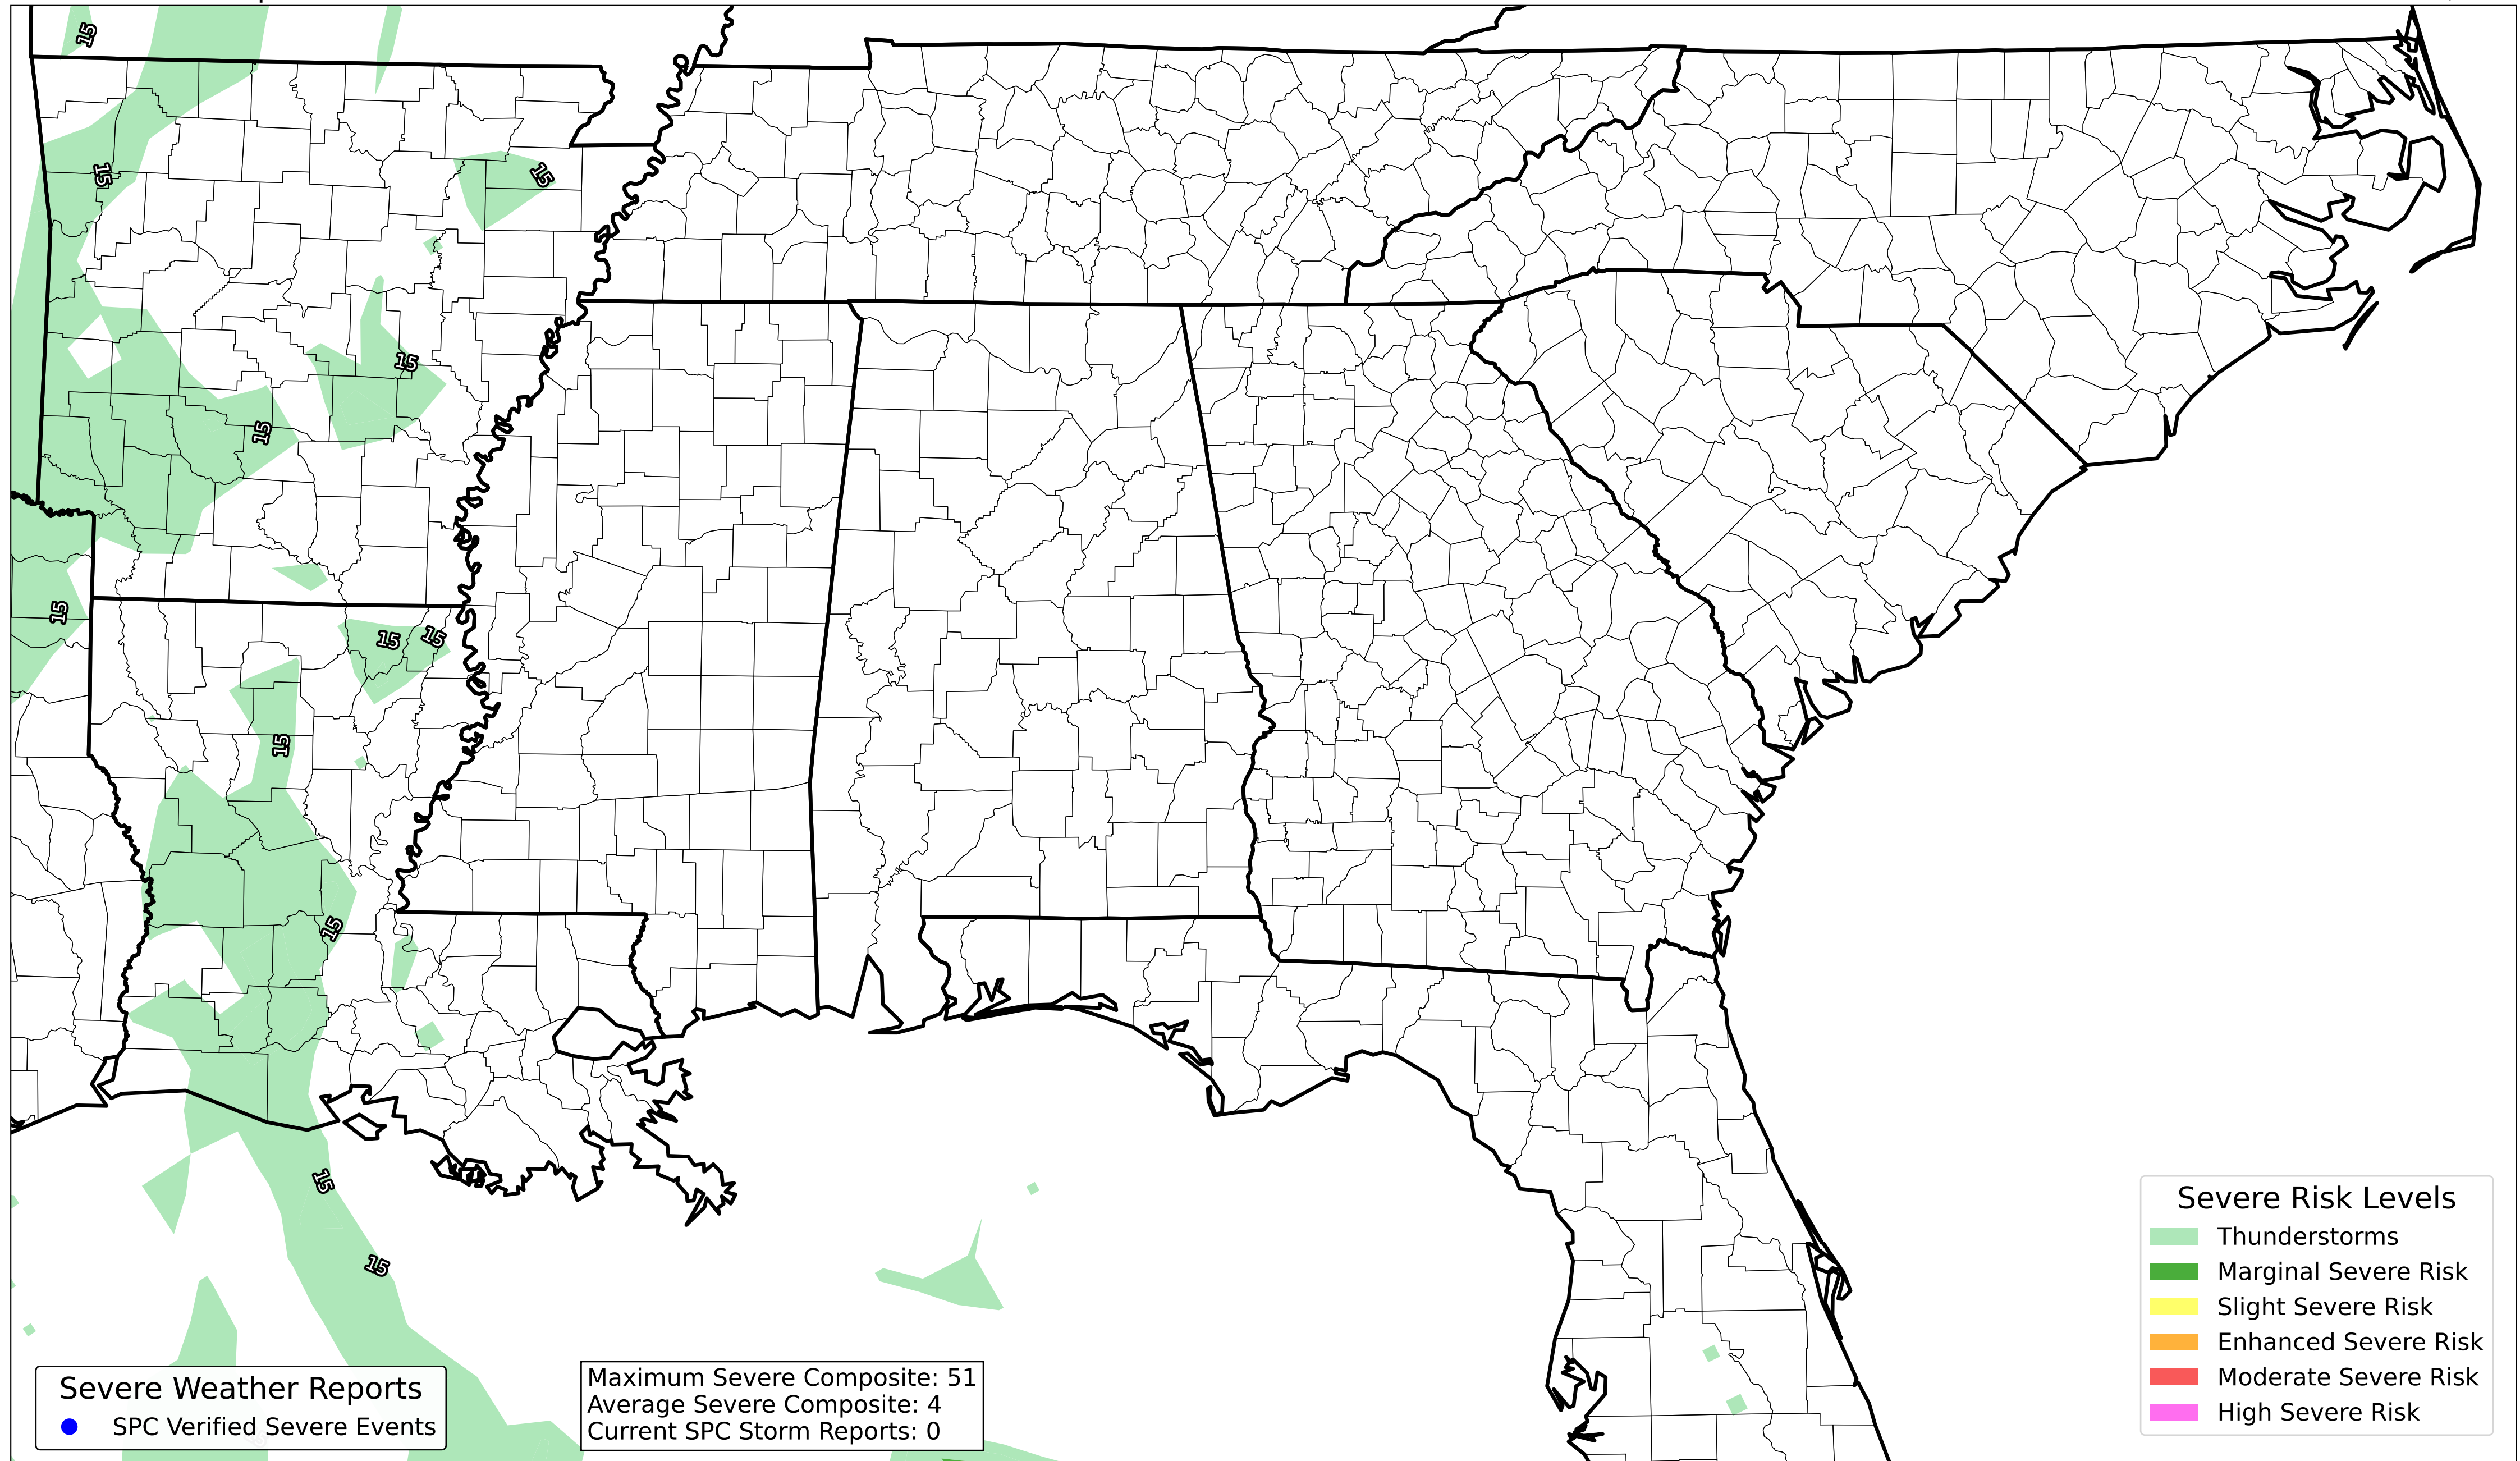 15
15
15
15
15
15
15
15
15
15
15
15
Severe Risk Levels
Thunderstorms
Marginal Severe Risk
Slight Severe Risk
Enhanced Severe Risk
Moderate Severe Risk
High Severe Risk
Severe Weather Reports
SPC Verified Severe Events
Maximum Severe Composite: 51
Average Severe Composite: 4
Current SPC Storm Reports: 0